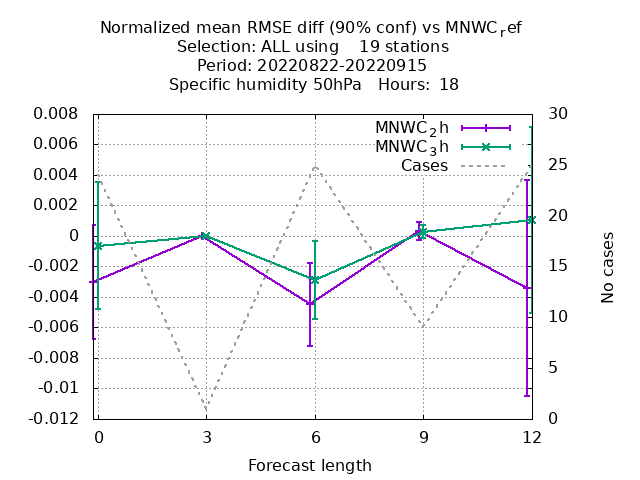 Normalized mean RMSE diff (90% conf) vs MNWCref
Selection: ALL using 19 stations
Period: 20220822-20220915
Specific humidity 50hPa Hours: 18
0.008
0.006
0.004
0.002
0
-0.002
-0.004
-0.006
-0.008
-0.01
-0.012
MNWC2h
MNWC3h
Cases
30
25
20
15
10
5
0
No cases
0 3 6 9 12
Forecast length